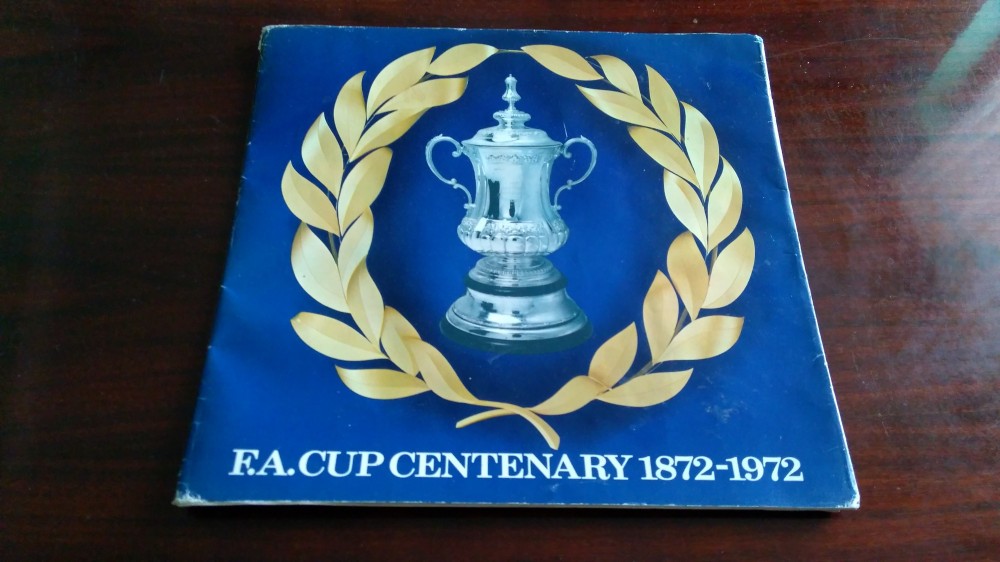 F.A. CUP CENTENARY 1872-1972